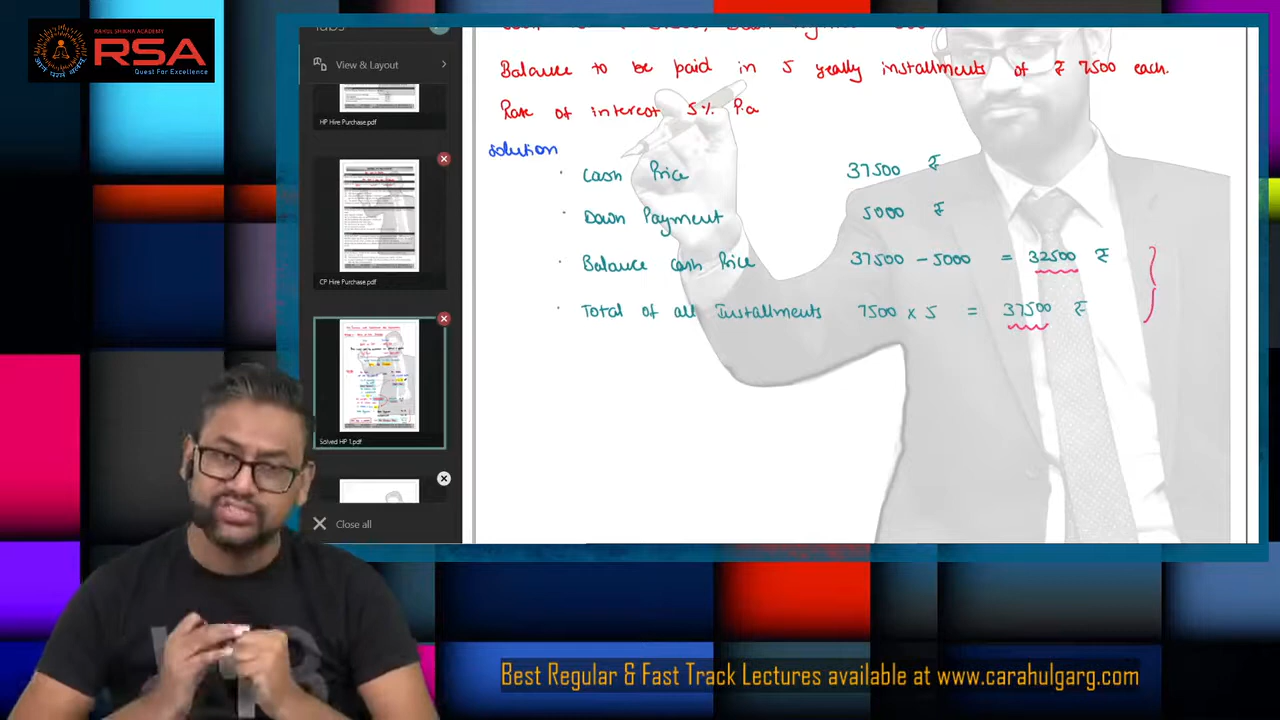 RAHUL SHIKHA ACADEMY
RSA
Quest For Excellence
View & Layout
HP Hire Purchase.pdf
CP Hire Purchase.pdf
Solved HP 1.pdf
Close all
Balance to be paid in 5 yearly installments of ₹ 7500 each.
Rate of interest 5% P.a
Solution
Cash Price 37500 ₹
Down Payment 5000 ₹
Balance cash Price 37500 - 5000 = 32500 ₹
Total of all Installments 7500 x 5 = 37500 ₹
Best Regular & Fast Track Lectures available at www.carahulgarg.com